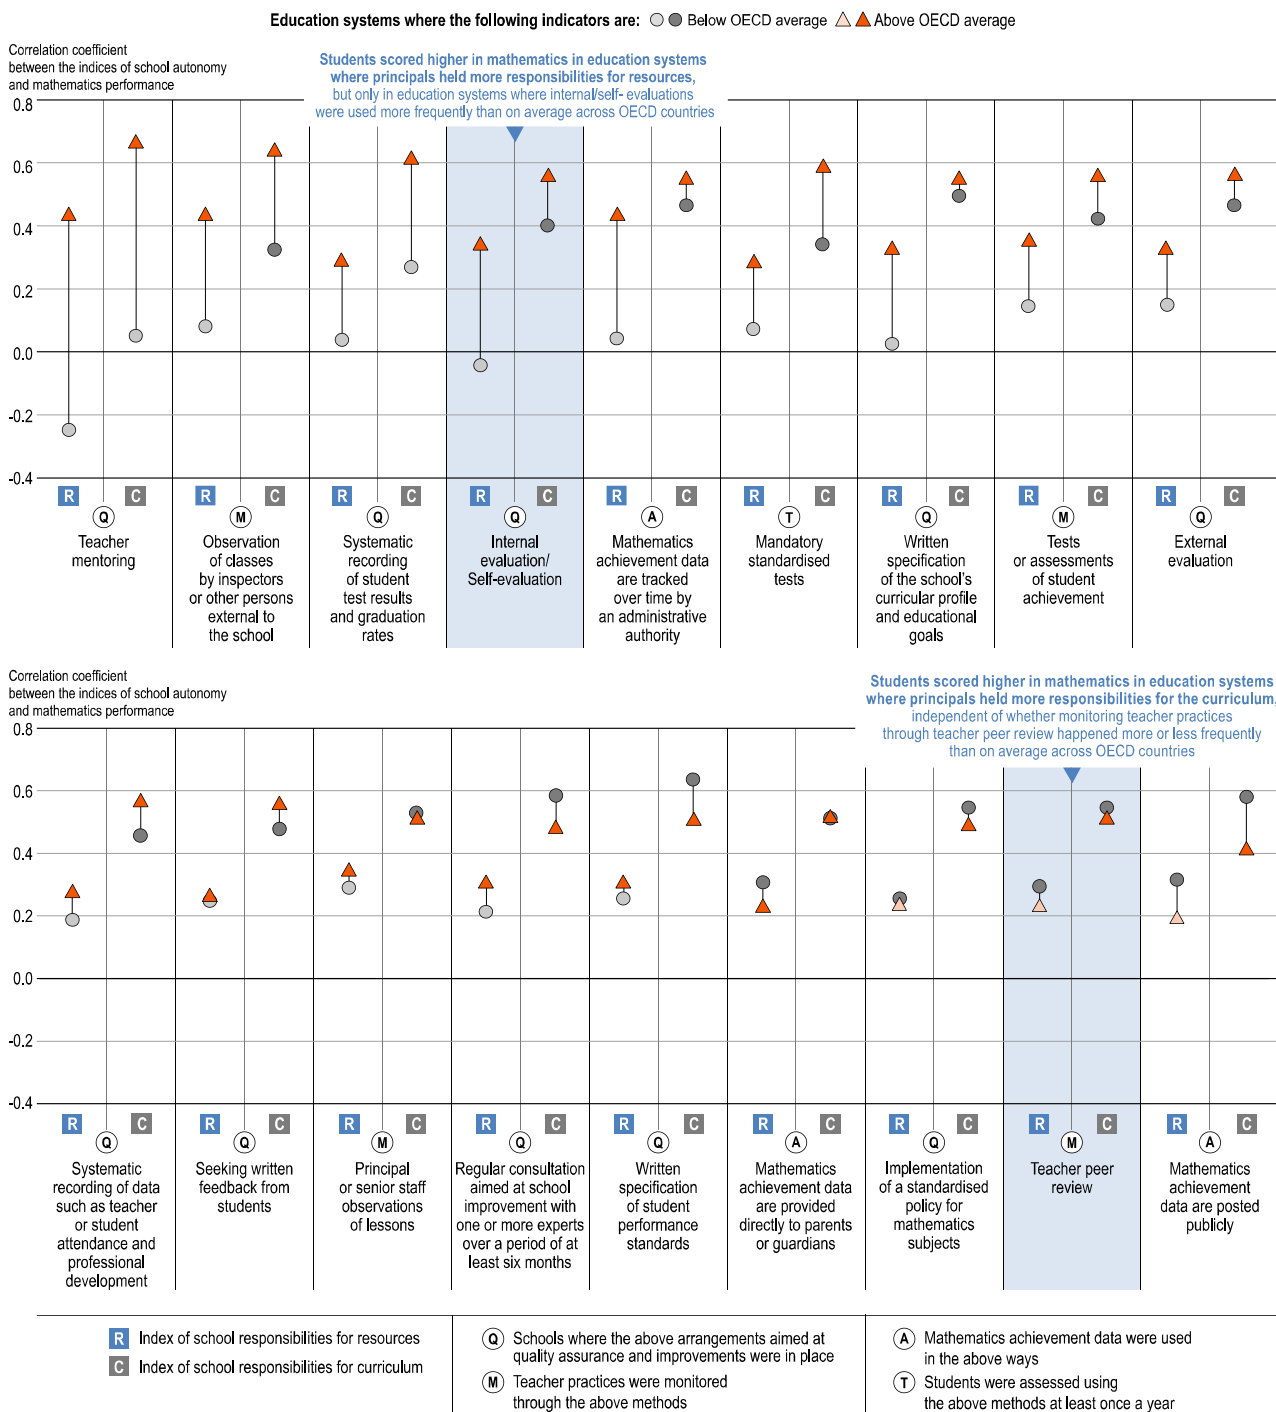 Education systems where the following indicators are: Below OECD average Above OECD average
Correlation coefficient
between the indices of school autonomy
and mathematics performance
Students scored higher in mathematics in education systems
where principals held more responsibilities for resources,
but only in education systems where internal/self- evaluations
were used more frequently than on average across OECD countries
0.8
0.6
0.4
0.2
0.0
-0.2
-0.4
R C R C R C R C R C R C R C R C R C
Q M Q Q A T Q M Q
Teacher
mentoring
Observation
of classes
by inspectors
or other persons
external to
the school
Systematic
recording
of student
test results
and graduation
rates
Internal
evaluation/
Self-evaluation
Mathematics
achievement data
are tracked
over time by
an administrative
authority
Mandatory
standardised
tests
Written
specification
of the school's
curricular profile
and educational
goals
Tests
or assessments
of student
achievement
External
evaluation
Correlation coefficient
between the indices of school autonomy
and mathematics performance
Students scored higher in mathematics in education systems
where principals held more responsibilities for the curriculum,
independent of whether monitoring teacher practices
through teacher peer review happened more or less frequently
than on average across OECD countries
0.8
0.6
0.4
0.2
0.0
-0.2
-0.4
R C R C R C R C R C R C R C R C R C
Q Q M Q Q A Q M A
Systematic
recording of data
such as teacher
or student
attendance and
professional
development
Seeking written
feedback from
students
Principal
or senior staff
observations
of lessons
Regular consultation
aimed at school
improvement with
one or more experts
over a period of at
least six months
Written
specification
of student
performance
standards
Mathematics
achievement data
are provided
directly to parents
or guardians
Implementation
of a standardised
policy for
mathematics
subjects
Teacher peer
review
Mathematics
achievement
data are posted
publicly
R Index of school responsibilities for resources
C Index of school responsibilities for curriculum
Q Schools where the above arrangements aimed at
quality assurance and improvements were in place
M Teacher practices were monitored
through the above methods
A Mathematics achievement data were used
in the above ways
T Students were assessed using
the above methods at least once a year